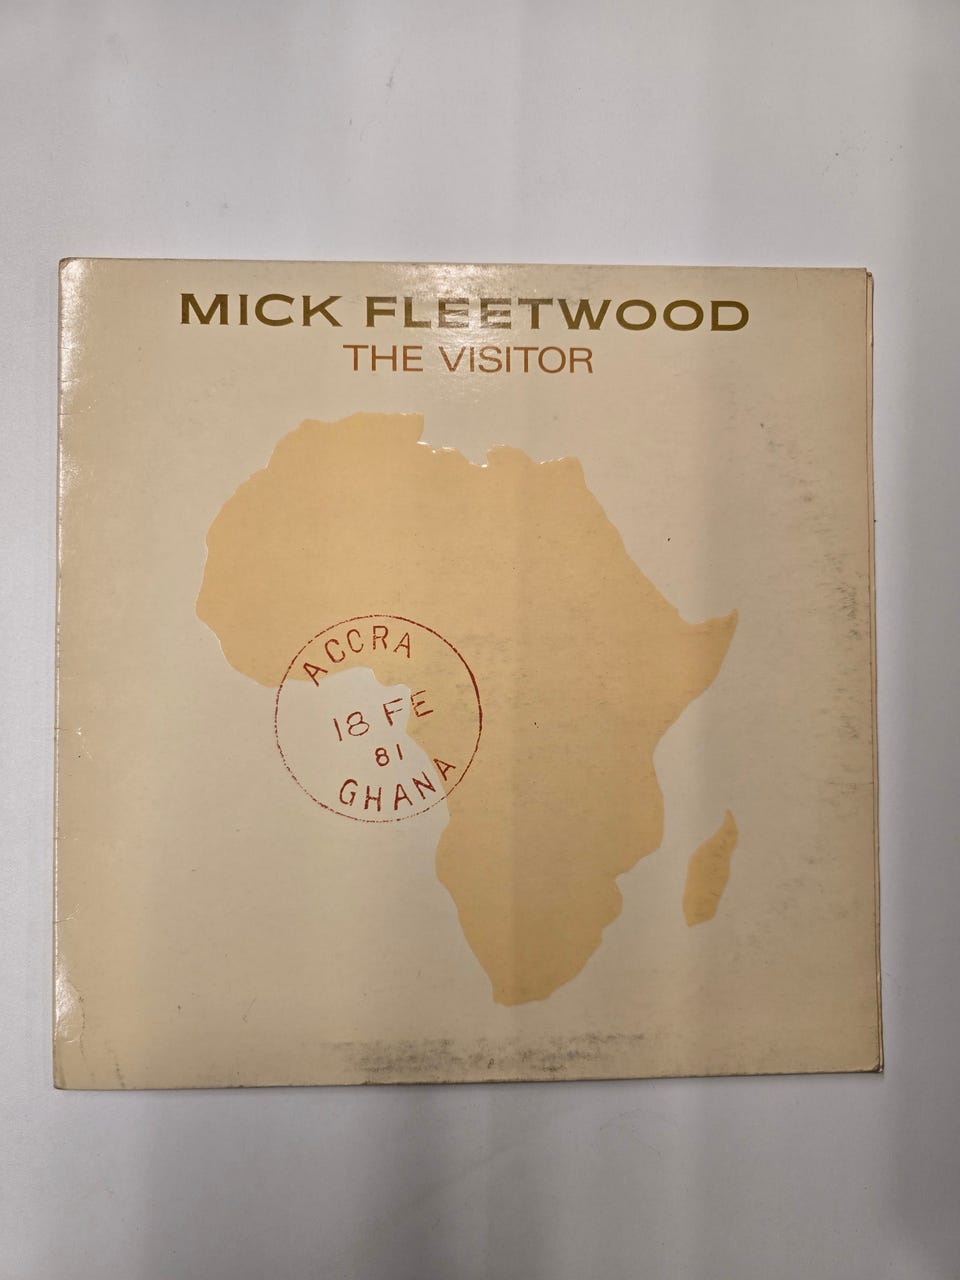 MICK FLEETWOOD
THE VISITOR
ACCRA
18 FE
81
GHANA